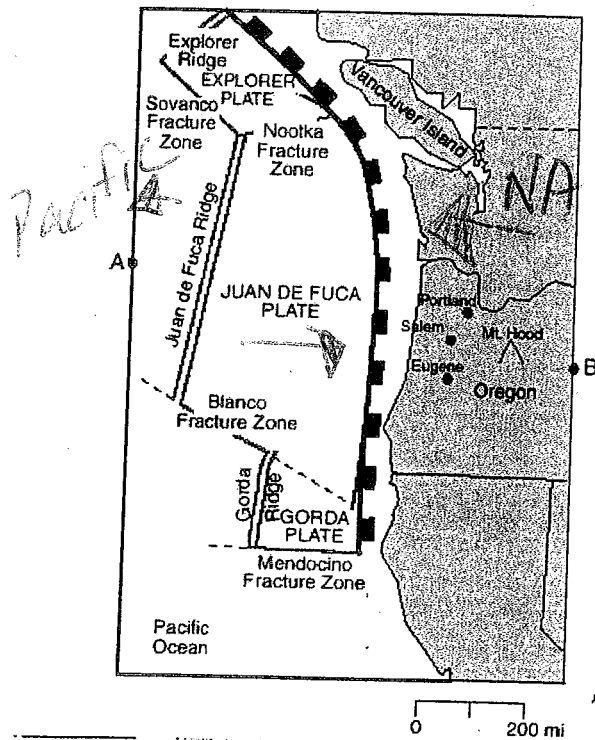 Explorer
Ridge
EXPLORER
PLATE
Sovanco
Fracture
Zone
Nootka
Fracture
Zone
Vancouver Island
Pacific
NA
Juan de Fuca Ridge
A
JUAN DE FUCA
PLATE
Portland
Salem
Mt. Hood
Eugene
B
Oregon
Blanco
Fracture Zone
Gorda
Ridge
GORDA
PLATE
Mendocino
Fracture Zone
Pacific
Ocean
0 200 mi